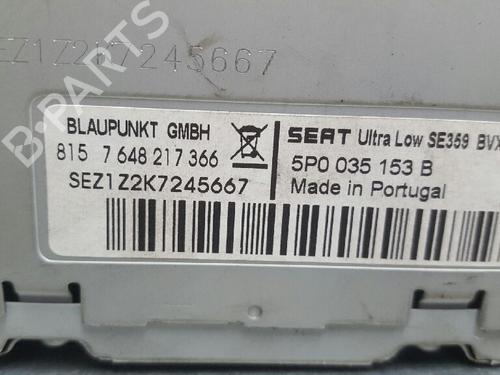 EZ1Z2K7245667
B-PARTS
BLAUPUNKT GMBH
815 7 648 217 366
SEZ1Z2K7245667
SEAT Ultra Low SE359 BVX
5P0 035 153 B
Made in Portugal